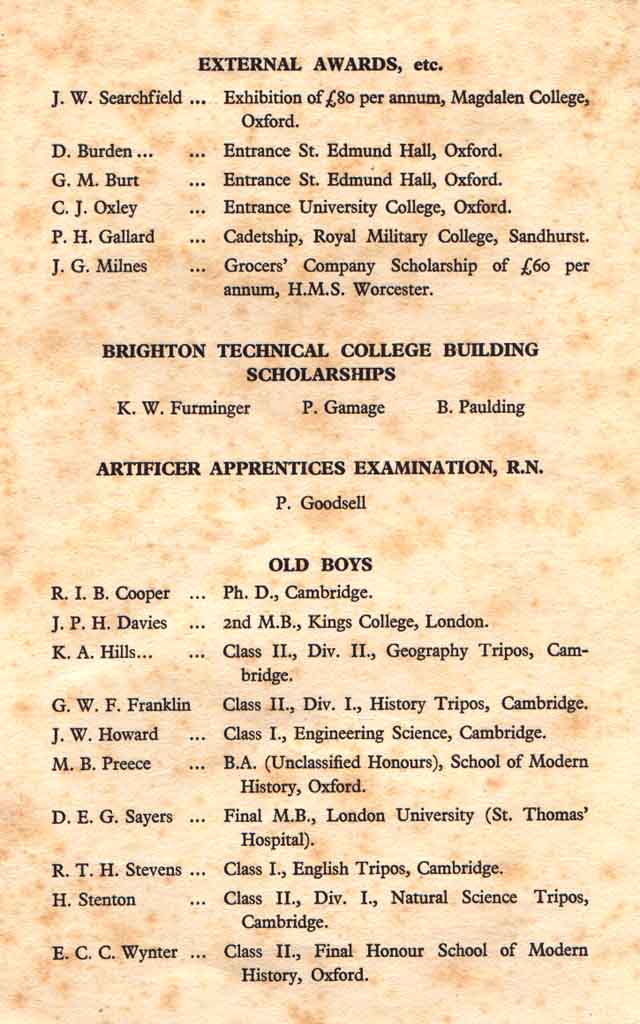 EXTERNAL AWARDS, etc.
J. W. Searchfield ... Exhibition of £80 per annum, Magdalen College,
Oxford.
D. Burden ... ... Entrance St. Edmund Hall, Oxford.
G. M. Burt ... Entrance St. Edmund Hall, Oxford.
C. J. Oxley ... Entrance University College, Oxford.
P. H. Gallard ... Cadetship, Royal Military College, Sandhurst.
J. G. Milnes ... Grocers' Company Scholarship of £60 per
annum, H.M.S. Worcester.
BRIGHTON TECHNICAL COLLEGE BUILDING
SCHOLARSHIPS
K. W. Furminger P. Gamage B. Paulding
ARTIFICER APPRENTICES EXAMINATION, R.N.
P. Goodsell
OLD BOYS
R. I. B. Cooper ... Ph. D., Cambridge.
J. P. H. Davies ... 2nd M.B., Kings College, London.
K. A. Hills... ... Class II., Div. II., Geography Tripos, Cam-
bridge.
G. W. F. Franklin Class II., Div. I., History Tripos, Cambridge.
J. W. Howard ... Class I., Engineering Science, Cambridge.
M. B. Preece ... B.A. (Unclassified Honours), School of Modern
History, Oxford.
D. E. G. Sayers ... Final M.B., London University (St. Thomas'
Hospital).
R. T. H. Stevens ... Class I., English Tripos, Cambridge.
H. Stenton ... Class II., Div. I., Natural Science Tripos,
Cambridge.
E. C. C. Wynter ... Class II., Final Honour School of Modern
History, Oxford.